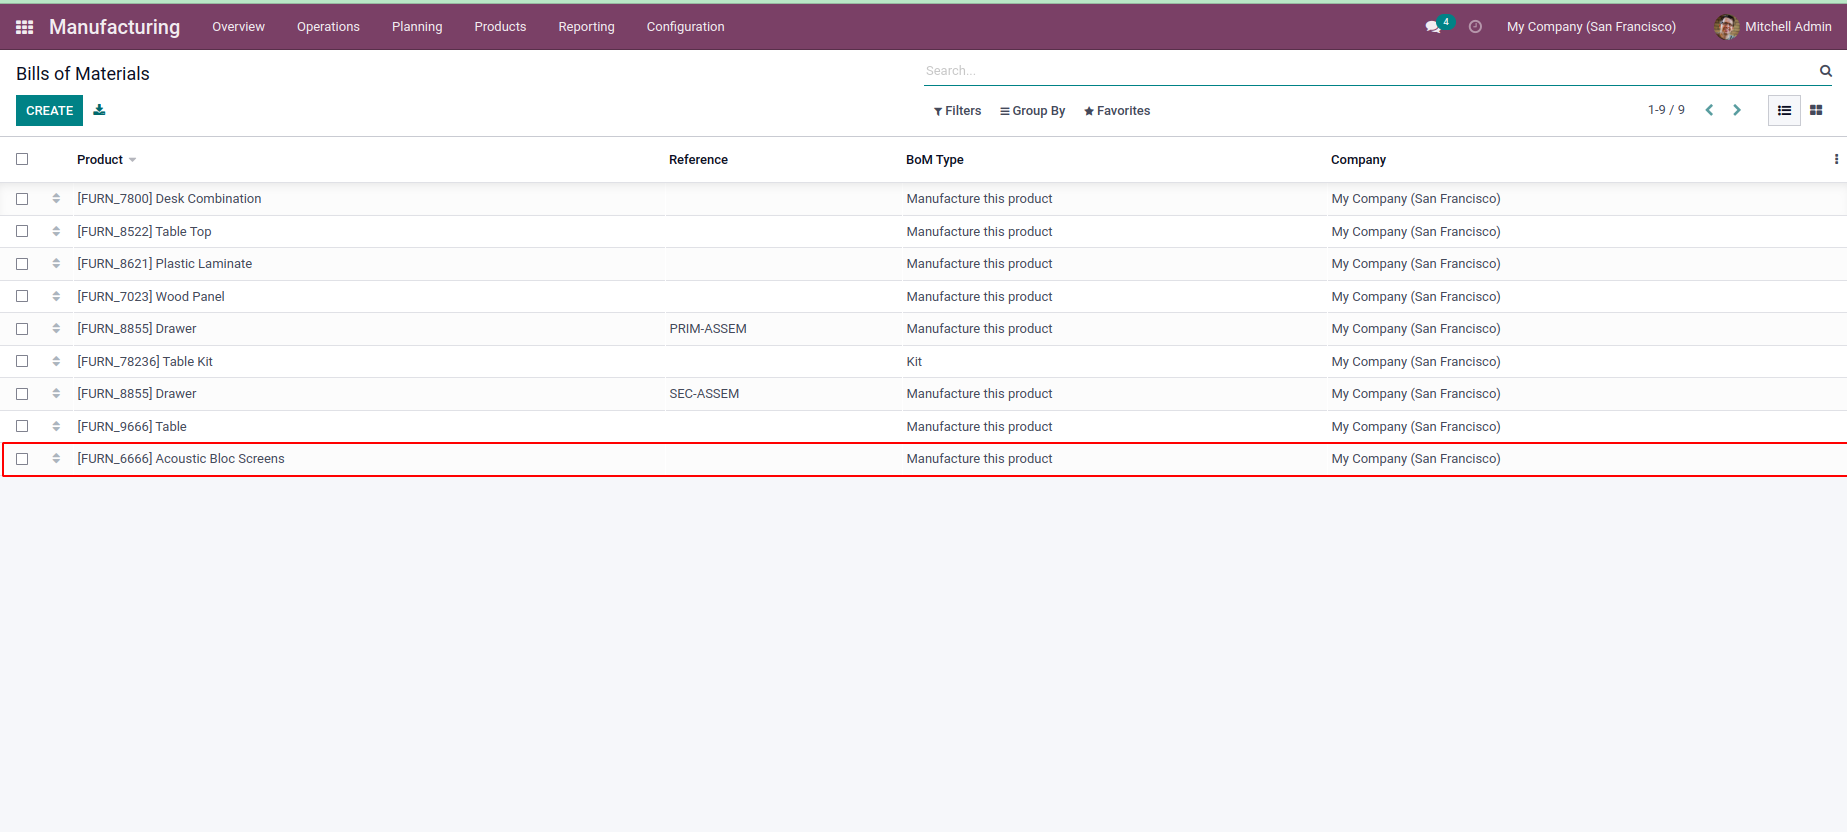 Manufacturing Overview Operations Planning Products Reporting Configuration 4 My Company (San Francisco) Mitchell Admin
Bills of Materials Search...
CREATE Filters Group By Favorites 1-9 / 9
Product Reference BoM Type Company
[FURN_7800] Desk Combination Manufacture this product My Company (San Francisco)
[FURN_8522] Table Top Manufacture this product My Company (San Francisco)
[FURN_8621] Plastic Laminate Manufacture this product My Company (San Francisco)
[FURN_7023] Wood Panel Manufacture this product My Company (San Francisco)
[FURN_8855] Drawer PRIM-ASSEM Manufacture this product My Company (San Francisco)
[FURN_78236] Table Kit Kit My Company (San Francisco)
[FURN_8855] Drawer SEC-ASSEM Manufacture this product My Company (San Francisco)
[FURN_9666] Table Manufacture this product My Company (San Francisco)
[FURN_6666] Acoustic Bloc Screens Manufacture this product My Company (San Francisco)